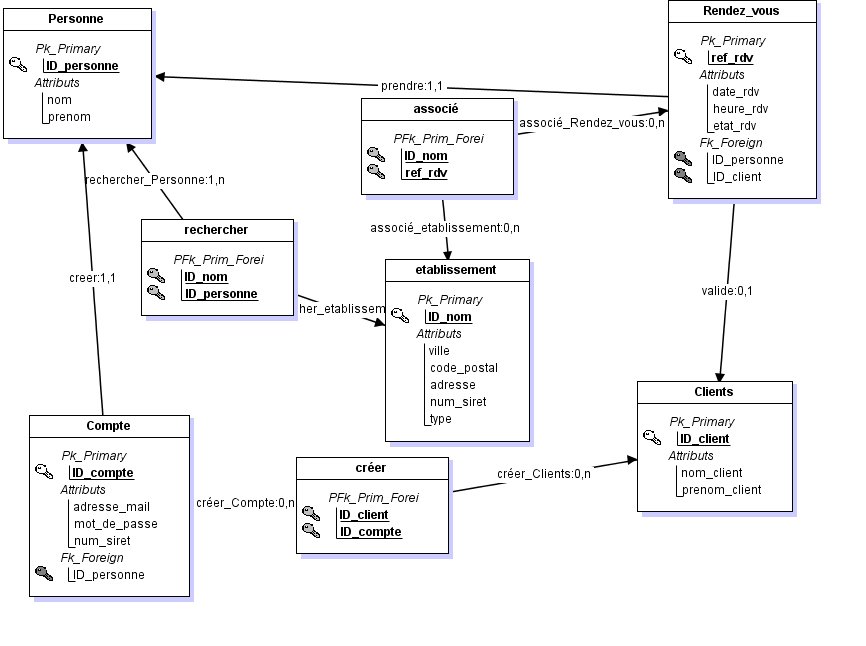 Personne
Pk_Primary
ID_personne
Attributs
nom
prenom
Rendez_vous
Pk_Primary
ref_rdv
Attributs
date_rdv
heure_rdv
etat_rdv
Fk_Foreign
ID_personne
ID_client
prendre:1,1
associé
PFk_Prim_Forei
ID_nom
ref_rdv
associé_Rendez_vous:0,n
rechercher_Personne:1,n
rechercher
PFk_Prim_Forei
ID_nom
ID_personne
associé_etablissement:0,n
her_etablissem
etablissement
Pk_Primary
ID_nom
Attributs
ville
code_postal
adresse
num_siret
type
creer:1,1
valide:0,1
Clients
Pk_Primary
ID_client
Attributs
nom_client
prenom_client
Compte
Pk_Primary
ID_compte
Attributs
adresse_mail
mot_de_passe
num_siret
Fk_Foreign
ID_personne
créer_Compte:0,n
créer
PFk_Prim_Forei
ID_client
ID_compte
créer_Clients:0,n